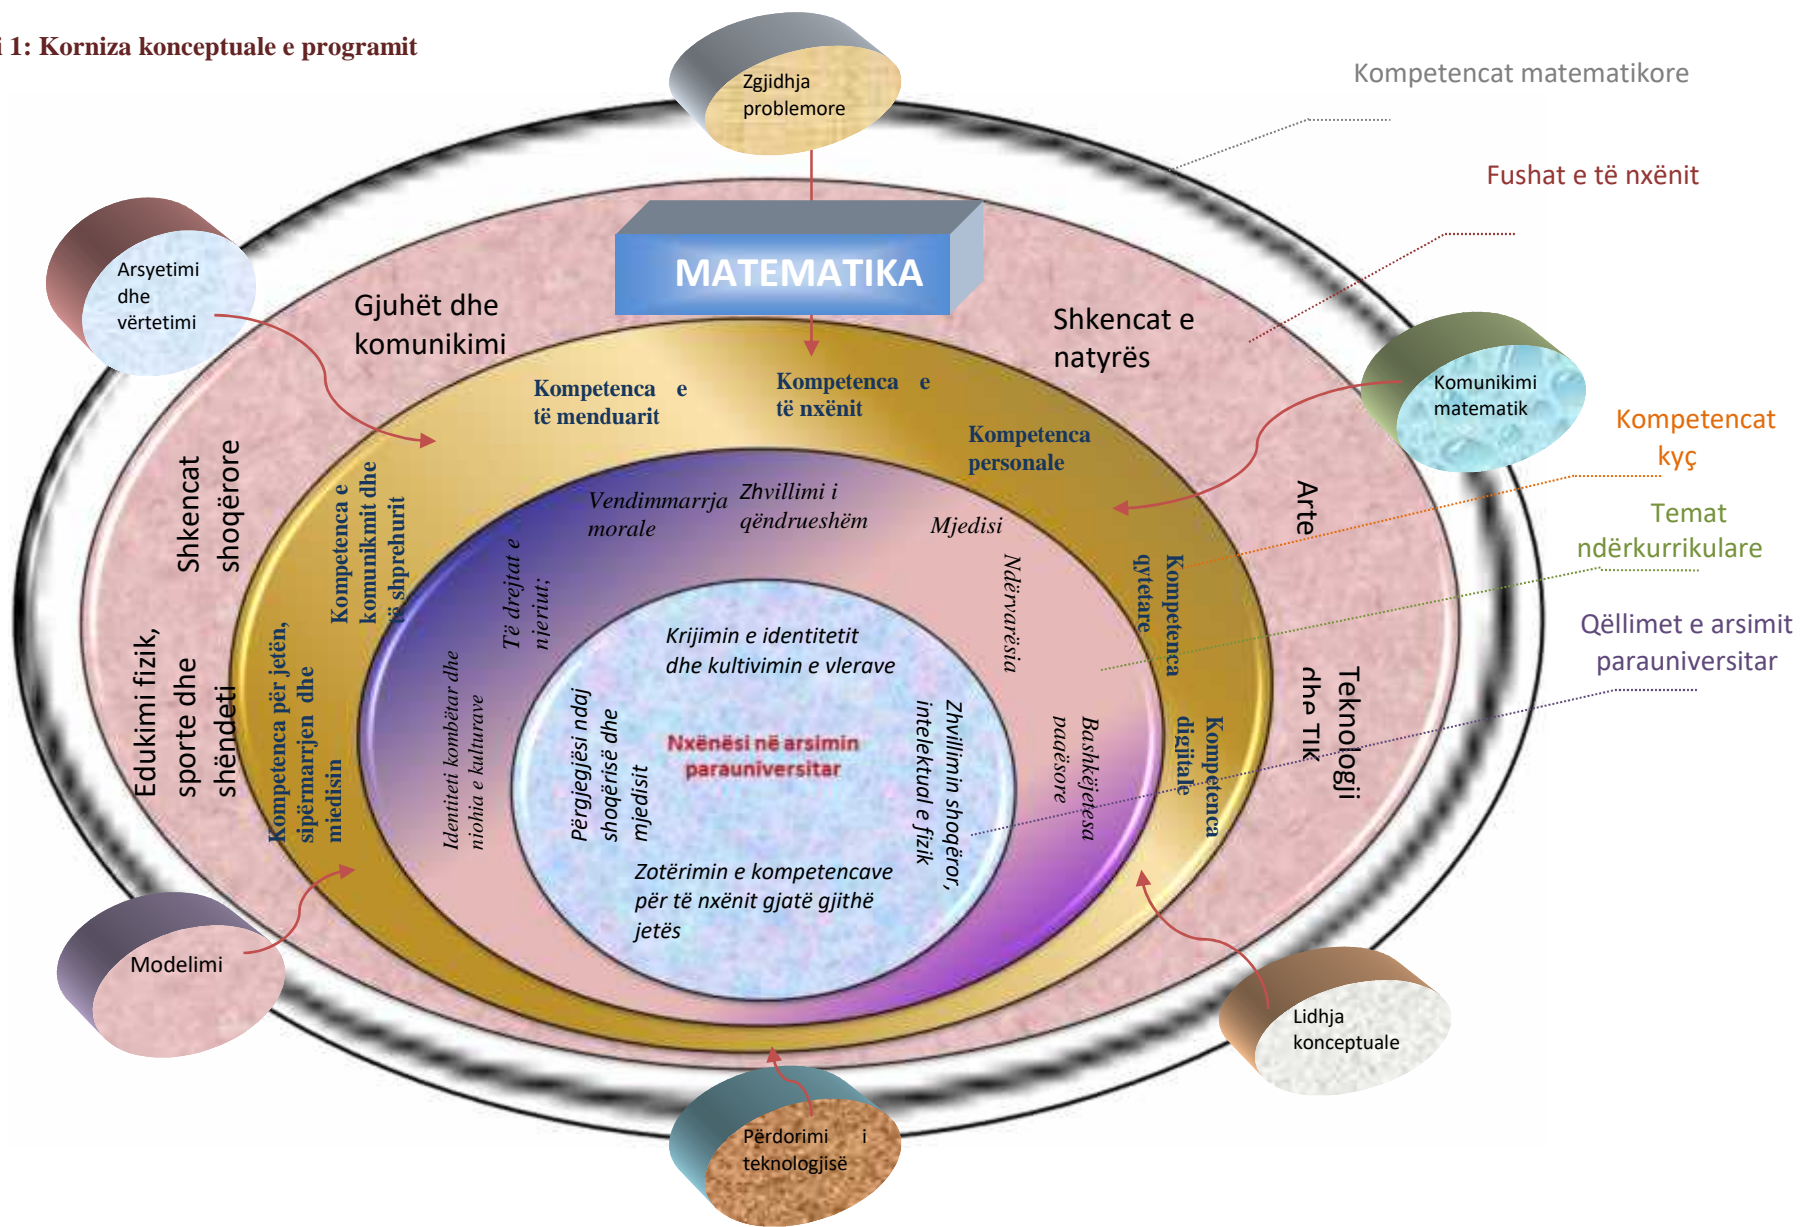 i 1: Korniza konceptuale e programit
Zgjidhja
problemore
Kompetencat matematikore
Fushat e të nxënit
Arsyetimi
dhe
vërtetimi
MATEMATIKA
Gjuhët dhe
komunikimi
Shkencat e
natyrës
Komunikimi
matematik
Kompetencat
kyç
Temat
ndërkurrikulare
Qëllimet e arsimit
parauniversitar
Kompetenca e
të menduarit
Kompetenca e
të nxënit
Kompetenca
personale
Shkencat
shoqërore
Arte
Kompetenca e
komunikmit dhe
të shprehurit
Vendimmarrja
morale
Zhvillimi i
qëndrueshëm
Mjedisi
Ndërvarësia
Kompetenca
qytetare
Të drejtat e
njeriut;
Edukimi fizik,
sporte dhe
shëndeti
Kompetenca për jetën,
sipërmarrjen dhe
mjedisin
Identiteti kombëtar dhe
njohja e kulturave
Krijimin e identitetit
dhe kultivimin e vlerave
Përgjegjësi ndaj
shoqërisë dhe
mjedisit
Nxënësi në arsimin
parauniversitar
Zhvillimin shoqëror,
intelektual e fizik
Bashkëjetesa
paqësore
Kompetenca
digjitale
Teknologji
dhe TIK
Zotërimin e kompetencave
për të nxënit gjatë gjithë
jetës
Modelimi
Lidhja
konceptuale
Përdorimi i
teknologjisë